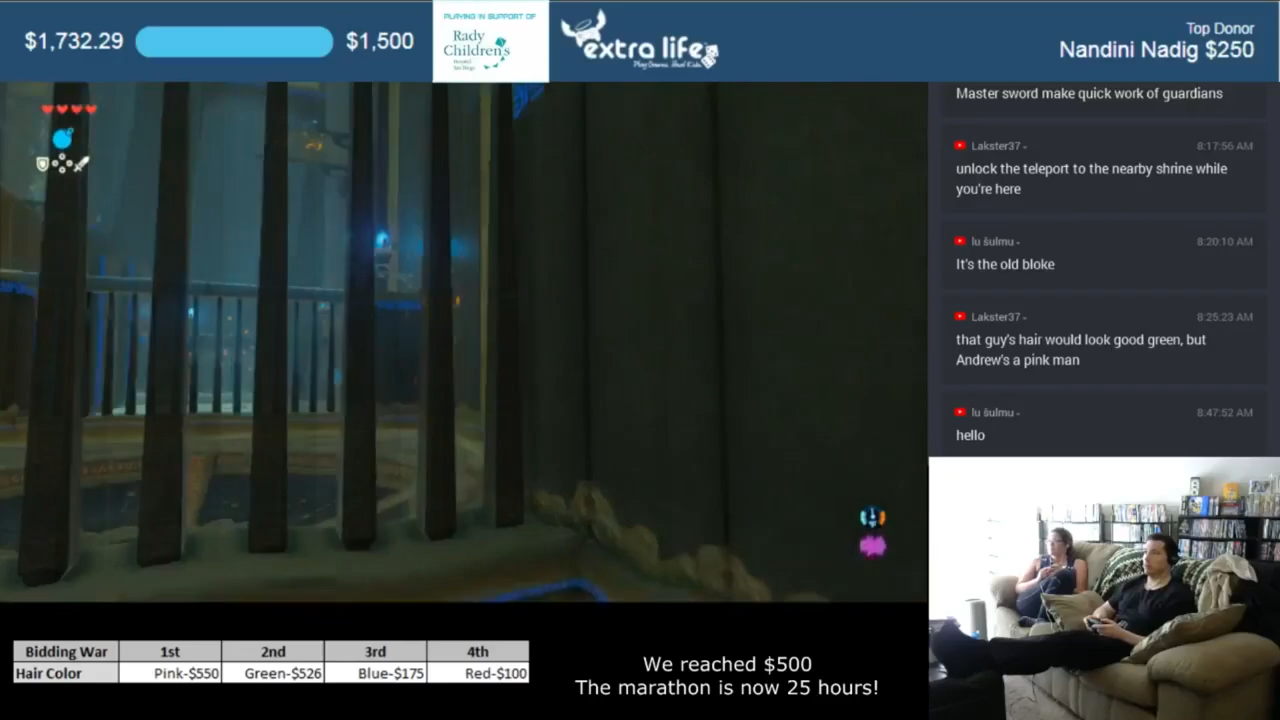 $1,732.29
$1,500
PLAYING IN SUPPORT OF
Rady
Children's
Hospital
San Diego
extra life
Play Games. Heal Kids.
Top Donor
Nandini Nadig $250
Master sword make quick work of guardians
Lakster37 -
8:17:56 AM
unlock the teleport to the nearby shrine while
you're here
lu šulmu -
8:20:10 AM
It's the old bloke
Lakster37 -
8:25:23 AM
that guy's hair would look good green, but
Andrew's a pink man
lu šulmu -
8:47:52 AM
hello
Bidding War 1st 2nd 3rd 4th
Hair Color Pink-$550 Green-$526 Blue-$175 Red-$100
We reached $500
The marathon is now 25 hours!